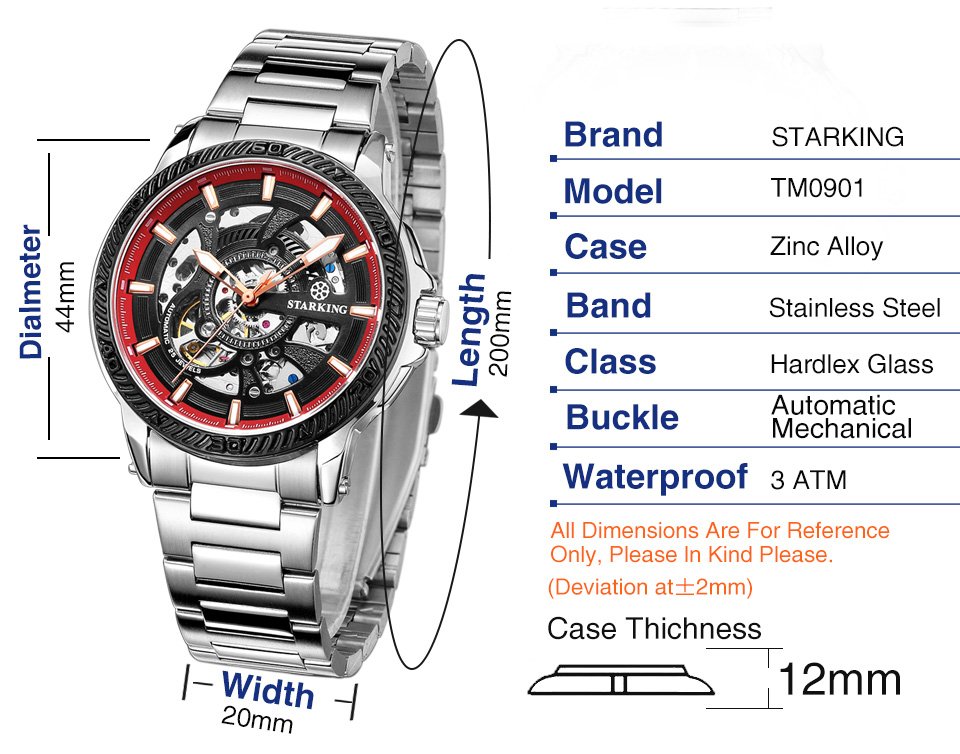 Brand STARKING
Model TM0901
Case Zinc Alloy
Band Stainless Steel
Class Hardlex Glass
Buckle Automatic
Mechanical
Waterproof 3 ATM
All Dimensions Are For Reference
Only, Please In Kind Please.
(Deviation at±2mm)
Case Thichness
12mm
Dialmeter
44mm
Length
200mm
Width
20mm
STARKING
AUTOMATIC 25 JEWELS